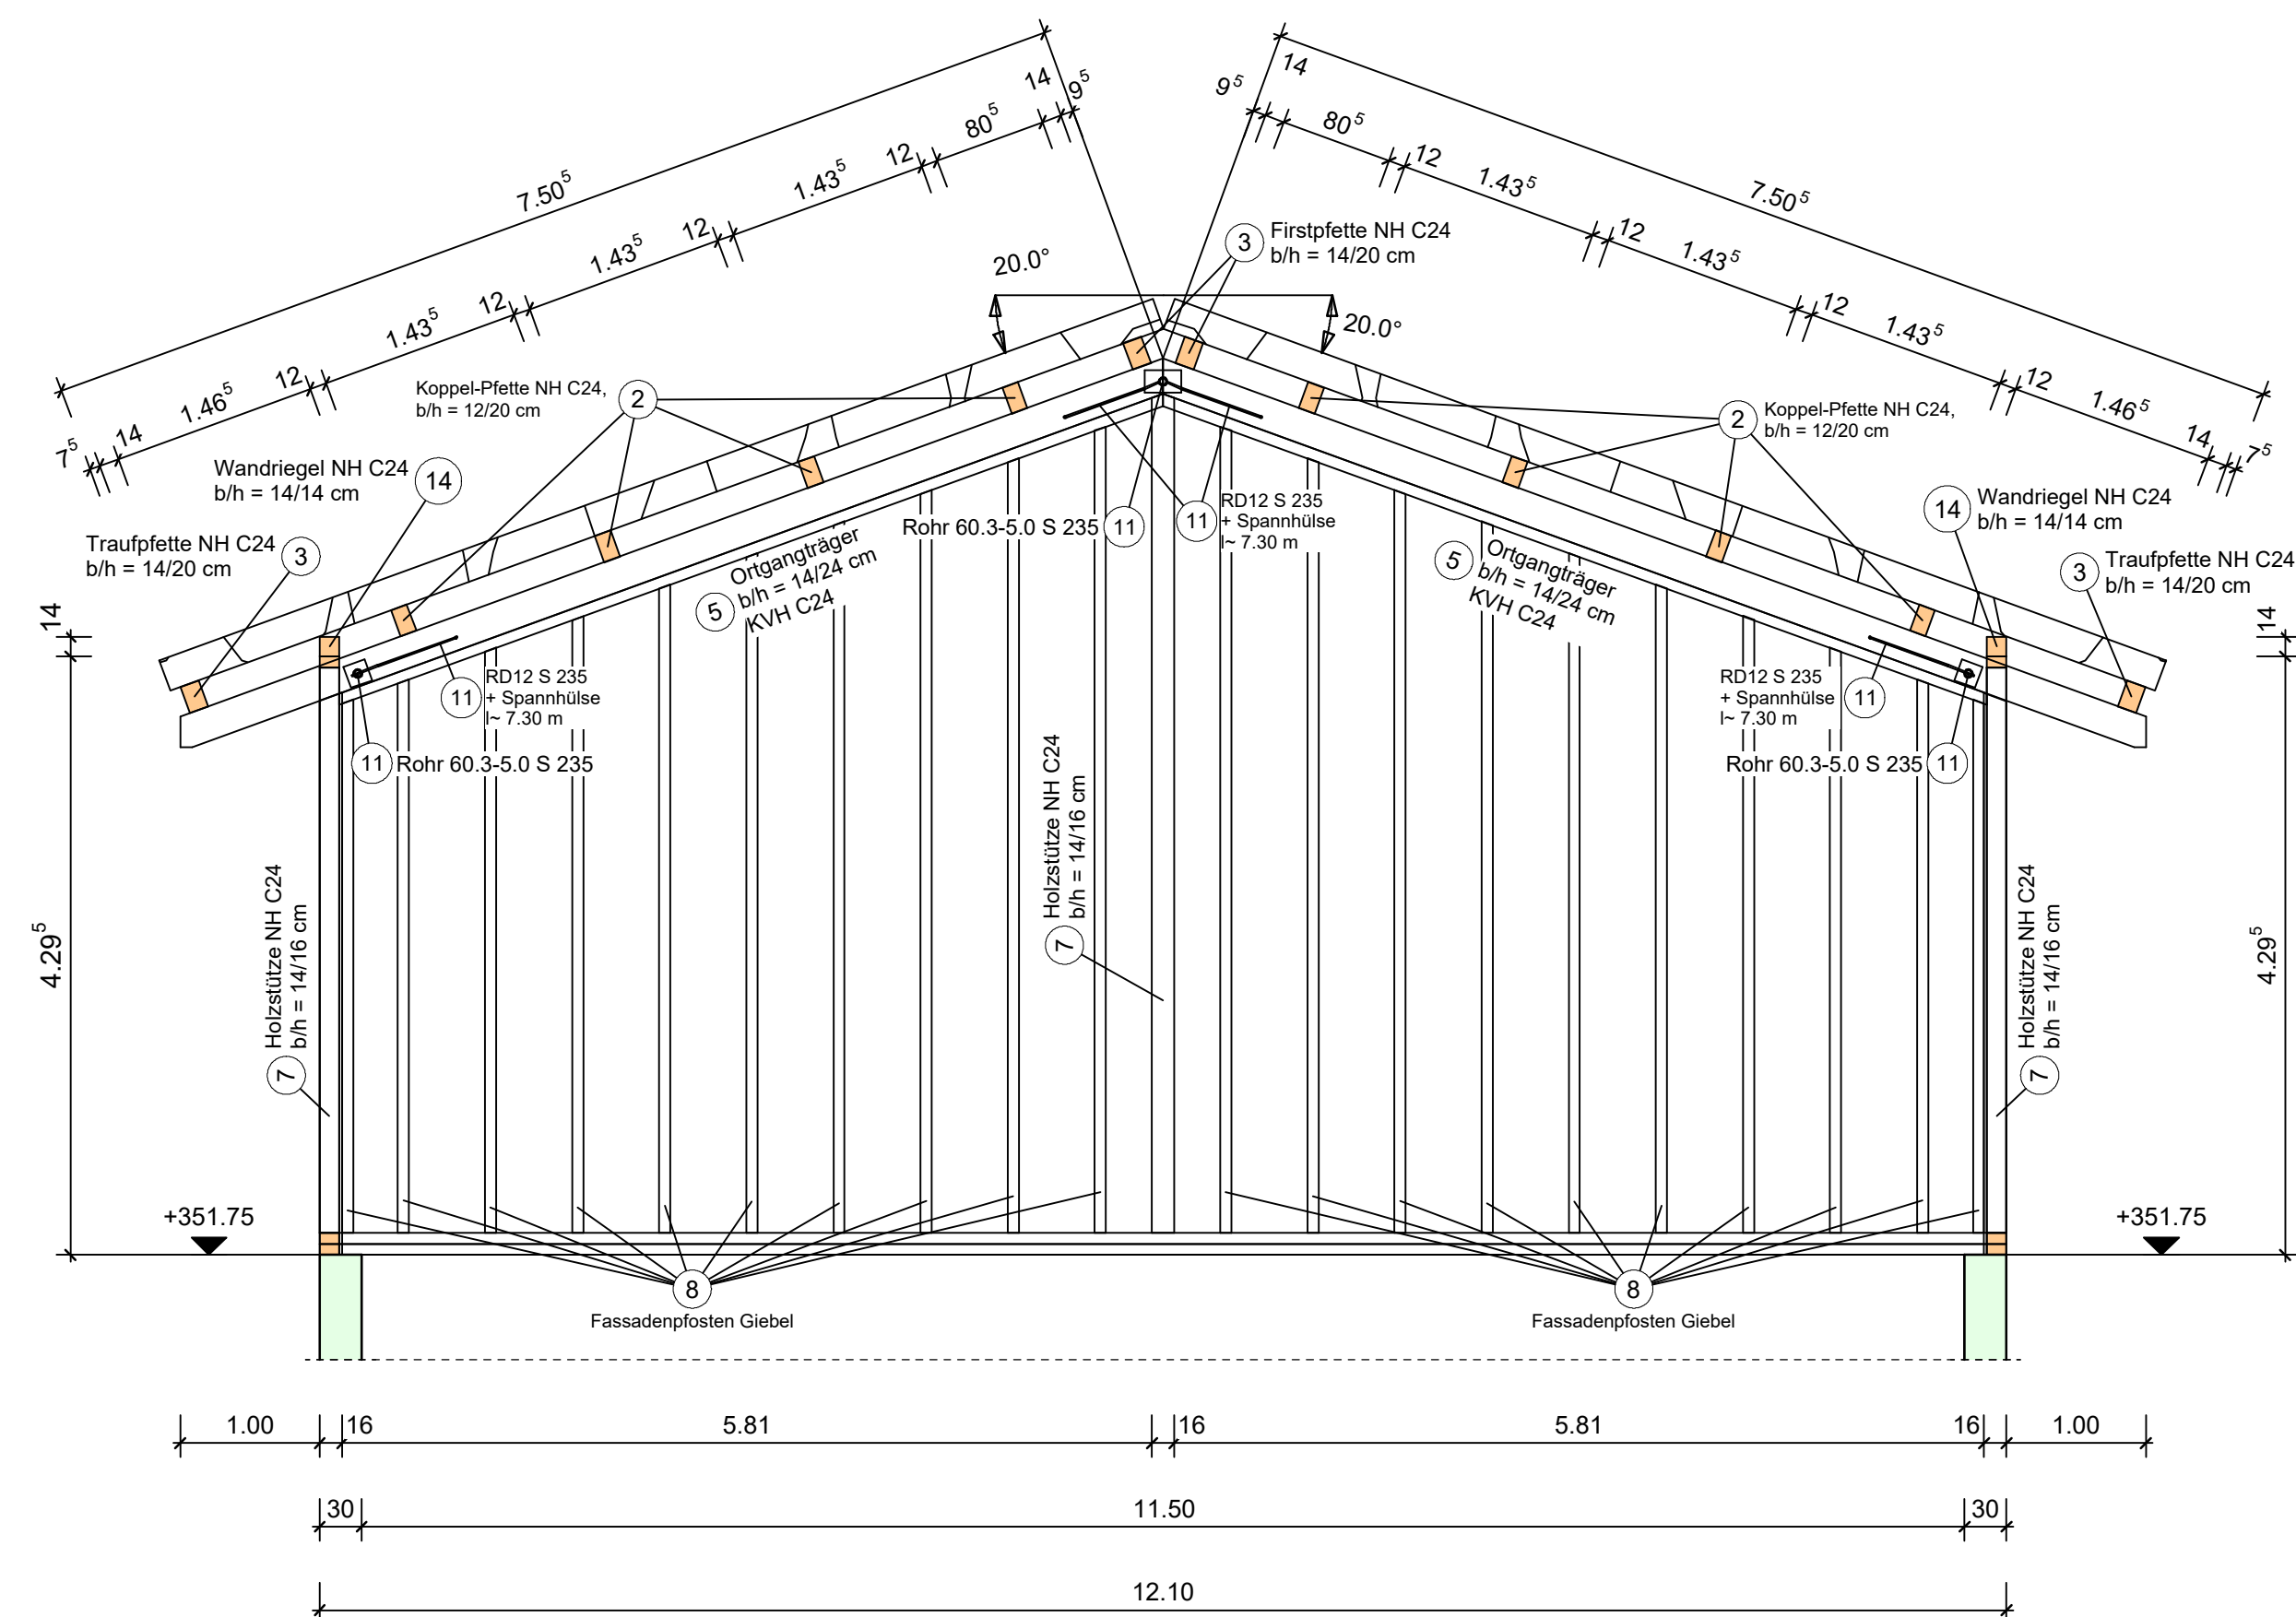 7.50⁵
14
9⁵
80⁵
12
1.43⁵
12
1.43⁵
12
1.43⁵
12
1.46⁵
14
7⁵
14
9⁵
80⁵
12
1.43⁵
12
1.43⁵
12
1.43⁵
12
1.46⁵
14
7⁵
7.50⁵
20.0°
20.0°
3
Firstpfette NH C24
b/h = 14/20 cm
Koppel-Pfette NH C24,
b/h = 12/20 cm
2
2
Koppel-Pfette NH C24,
b/h = 12/20 cm
Wandriegel NH C24
b/h = 14/14 cm
14
14
Wandriegel NH C24
b/h = 14/14 cm
Traufpfette NH C24
b/h = 14/20 cm
3
3
Traufpfette NH C24
b/h = 14/20 cm
Rohr 60.3-5.0 S 235
11
11
RD12 S 235
+ Spannhülse
l~ 7.30 m
5
Ortgangträger
b/h = 14/24 cm
KVH C24
5
Ortgangträger
b/h = 14/24 cm
KVH C24
14
14
11
RD12 S 235
+ Spannhülse
l~ 7.30 m
RD12 S 235
+ Spannhülse
l~ 7.30 m
11
11
Rohr 60.3-5.0 S 235
Rohr 60.3-5.0 S 235
11
4.29⁵
4.29⁵
7
Holzstütze NH C24
b/h = 14/16 cm
7
Holzstütze NH C24
b/h = 14/16 cm
7
Holzstütze NH C24
b/h = 14/16 cm
+351.75
+351.75
8
Fassadenpfosten Giebel
8
Fassadenpfosten Giebel
1.00
16
5.81
16
5.81
16
1.00
30
11.50
30
12.10